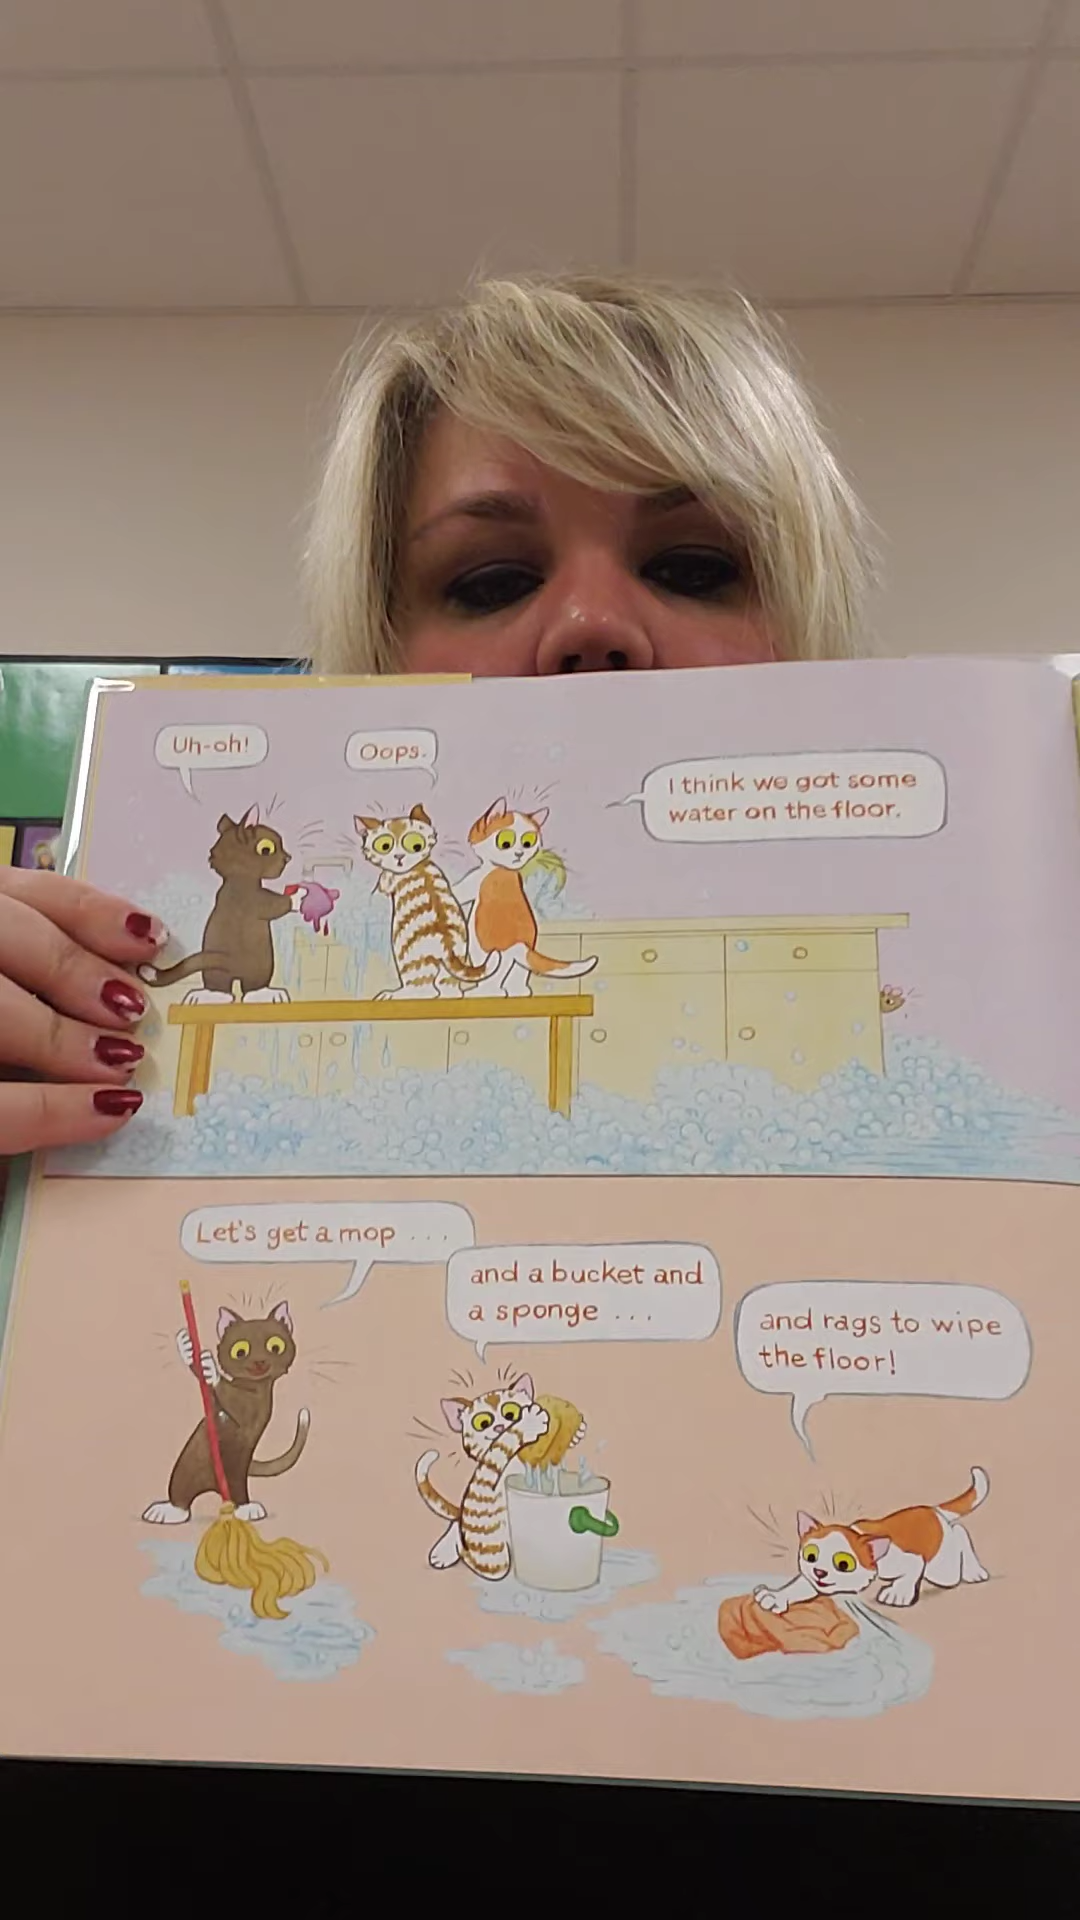 Uh-oh!
Oops.
I think we got some
water on the floor.
Let's get a mop ...
and a bucket and
a sponge ...
and rags to wipe
the floor!